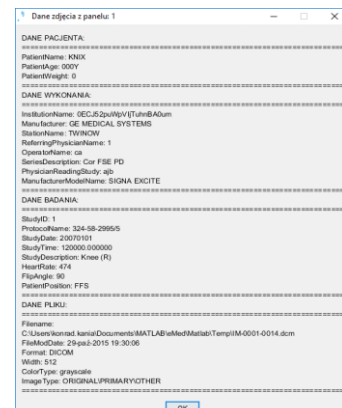 Dane zdjęcia z panelu: 1
DANE PACJENTA:
PatientName: KNIX
PatientAge: 000Y
PatientWeight: 0
DANE WYKONANIA:
Manufacturer: GE MEDICAL SYSTEMS
StationName: TWINOW
ReferringPhysicianName: 1
OperatorName: ca
SeriesDescription: Cor FSE PD
PhysicianReadingStudy: ajb
ManufacturerModelName: SIGNA EXCITE
DANE BADANIA:
StudyID: 1
ProtocolName: 324-58-2995/5
StudyDate: 20070101
StudyTime: 120000.000000
StudyDescription: Knee (R)
HeartRate: 474
FlipAngle: 90
PatientPosition: FFS
DANE PLIKU:
Filename:
C:\Users\konrad.kania\Documents\MATLAB\eMed\Matlab\Temp\IM-0001-0014.dcm
FileModDate: 29-paź-2015 19:30:06
Format: DICOM
Width: 512
ColorType: grayscale
ImageType: ORIGINAL\PRIMARY\OTHER
OK